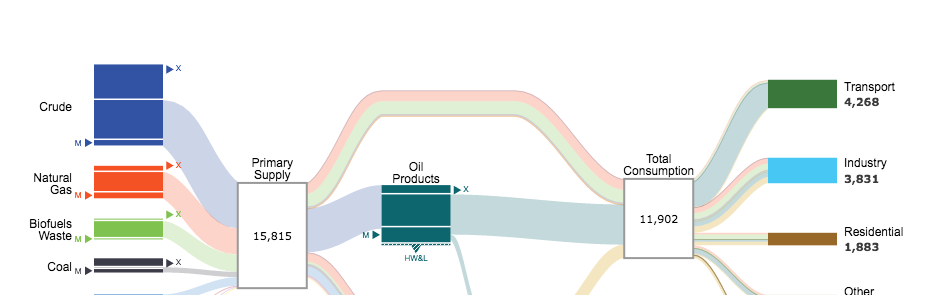 X
Crude
M
X
Natural
Gas
M
X
Biofuels
Waste
M
Coal
M
X
Primary
Supply
15,815
Oil
Products
X
M
HW&L
Total
Consumption
11,902
Transport
4,268
Industry
3,831
Residential
1,883
Other